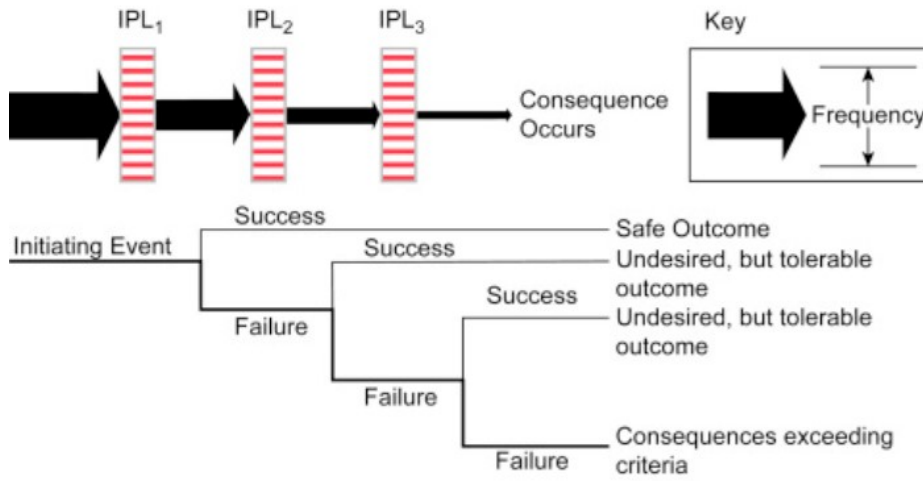 IPL₁
IPL₂
IPL₃
Key
Consequence
Occurs
Frequency
Success
Safe Outcome
Initiating Event
Success
Undesired, but tolerable
outcome
Success
Undesired, but tolerable
outcome
Failure
Failure
Consequences exceeding
criteria
Failure